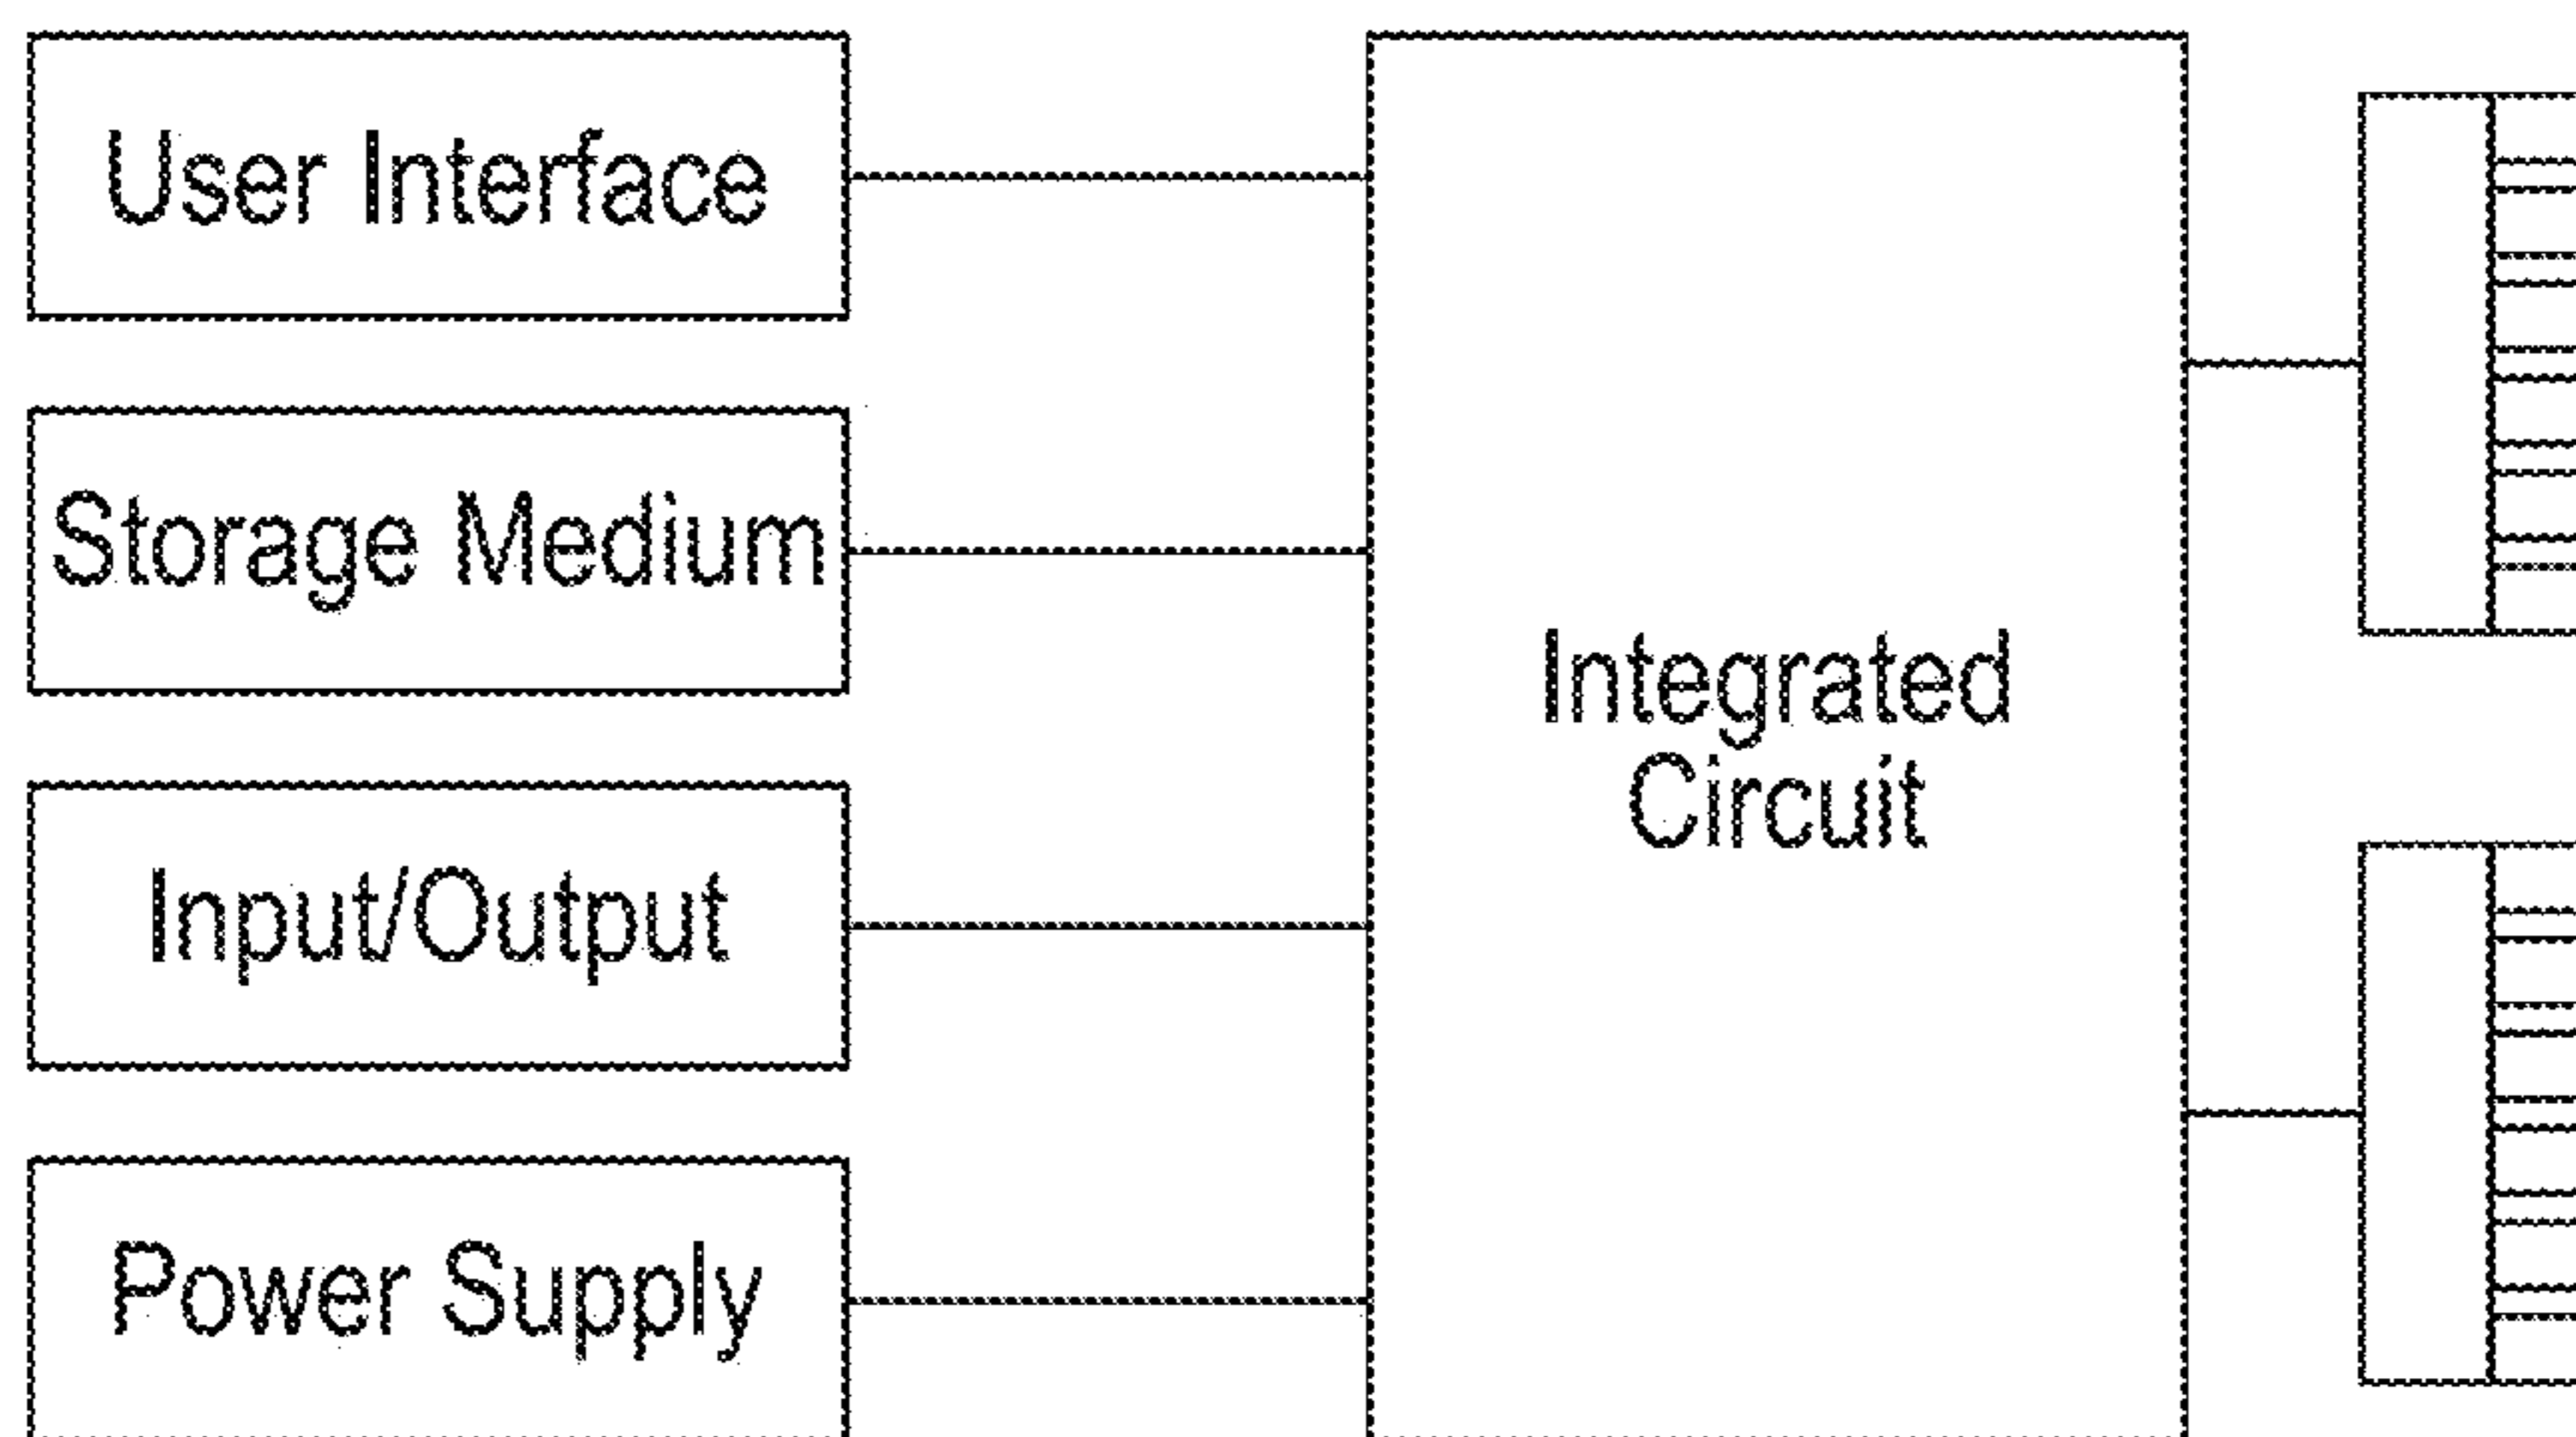 User Interface
Storage Medium
Input/Output
Power Supply
Integrated
Circuit